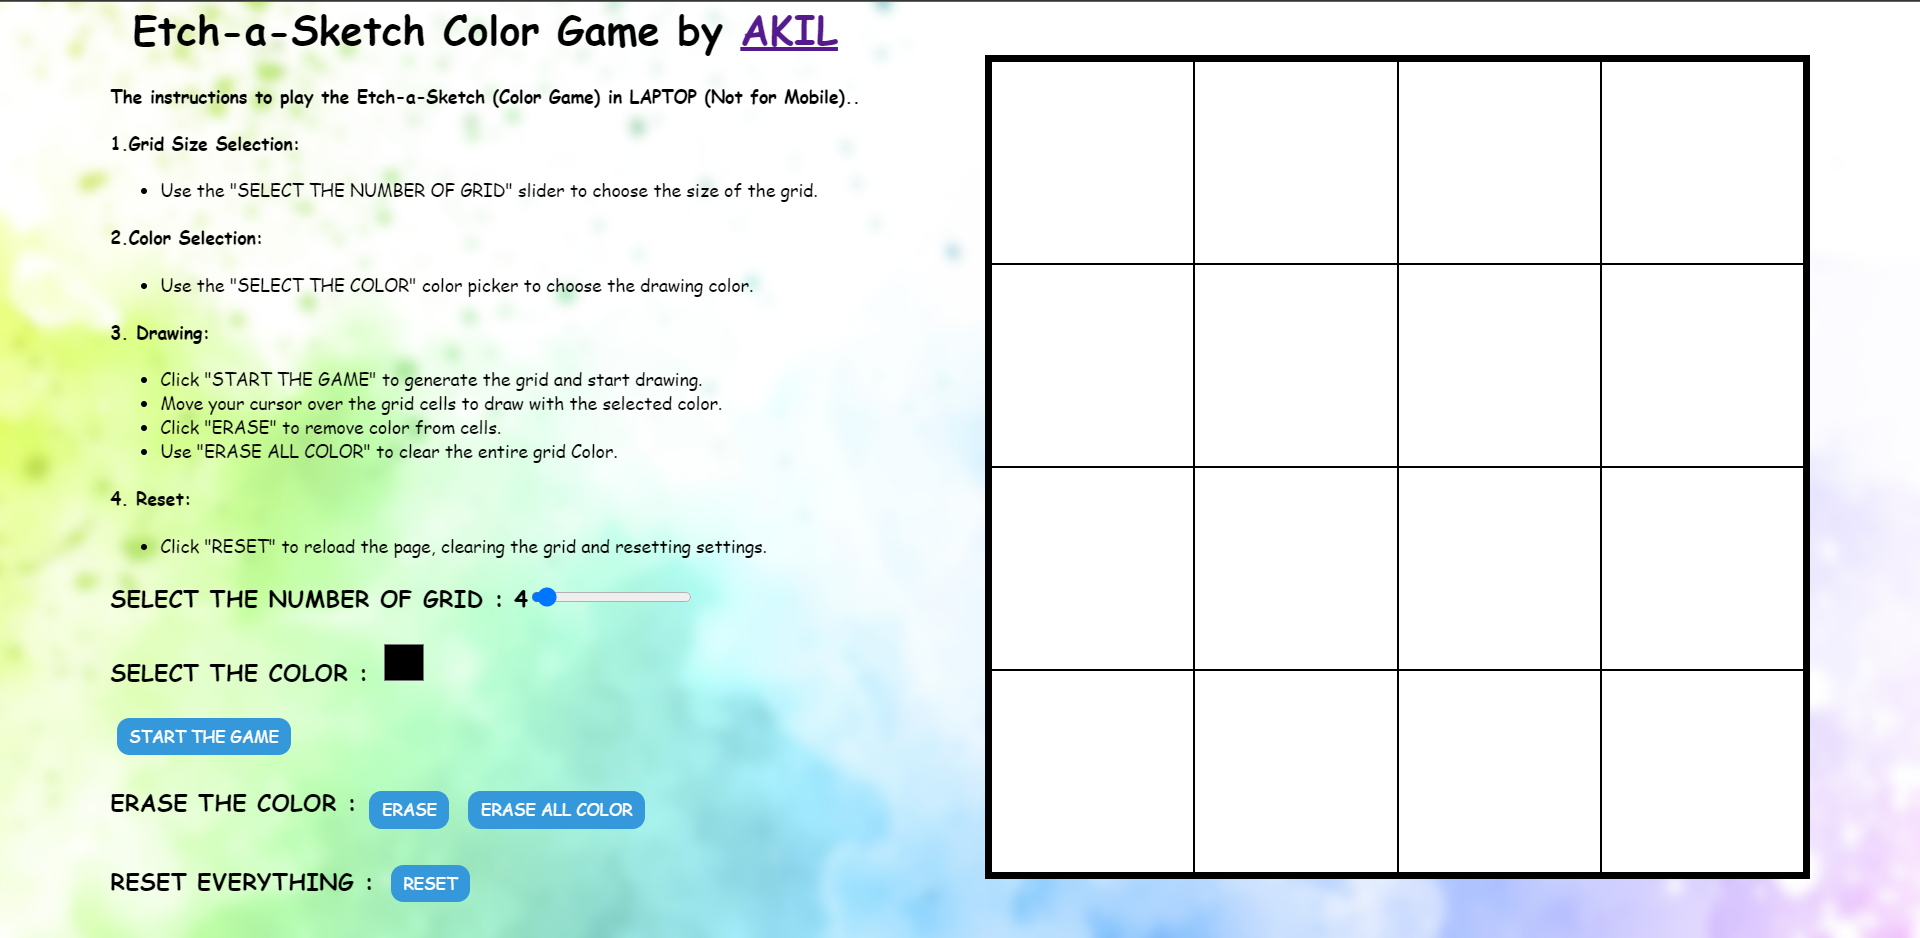 Etch-a-Sketch Color Game by AKIL
The instructions to play the Etch-a-Sketch (Color Game) in LAPTOP (Not for Mobile)..
1.Grid Size Selection:
• Use the "SELECT THE NUMBER OF GRID" slider to choose the size of the grid.
2.Color Selection:
• Use the "SELECT THE COLOR" color picker to choose the drawing color.
3. Drawing:
• Click "START THE GAME" to generate the grid and start drawing.
• Move your cursor over the grid cells to draw with the selected color.
• Click "ERASE" to remove color from cells.
• Use "ERASE ALL COLOR" to clear the entire grid Color.
4. Reset:
• Click "RESET" to reload the page, clearing the grid and resetting settings.
SELECT THE NUMBER OF GRID : 4
SELECT THE COLOR :
START THE GAME
ERASE THE COLOR : ERASE ERASE ALL COLOR
RESET EVERYTHING : RESET